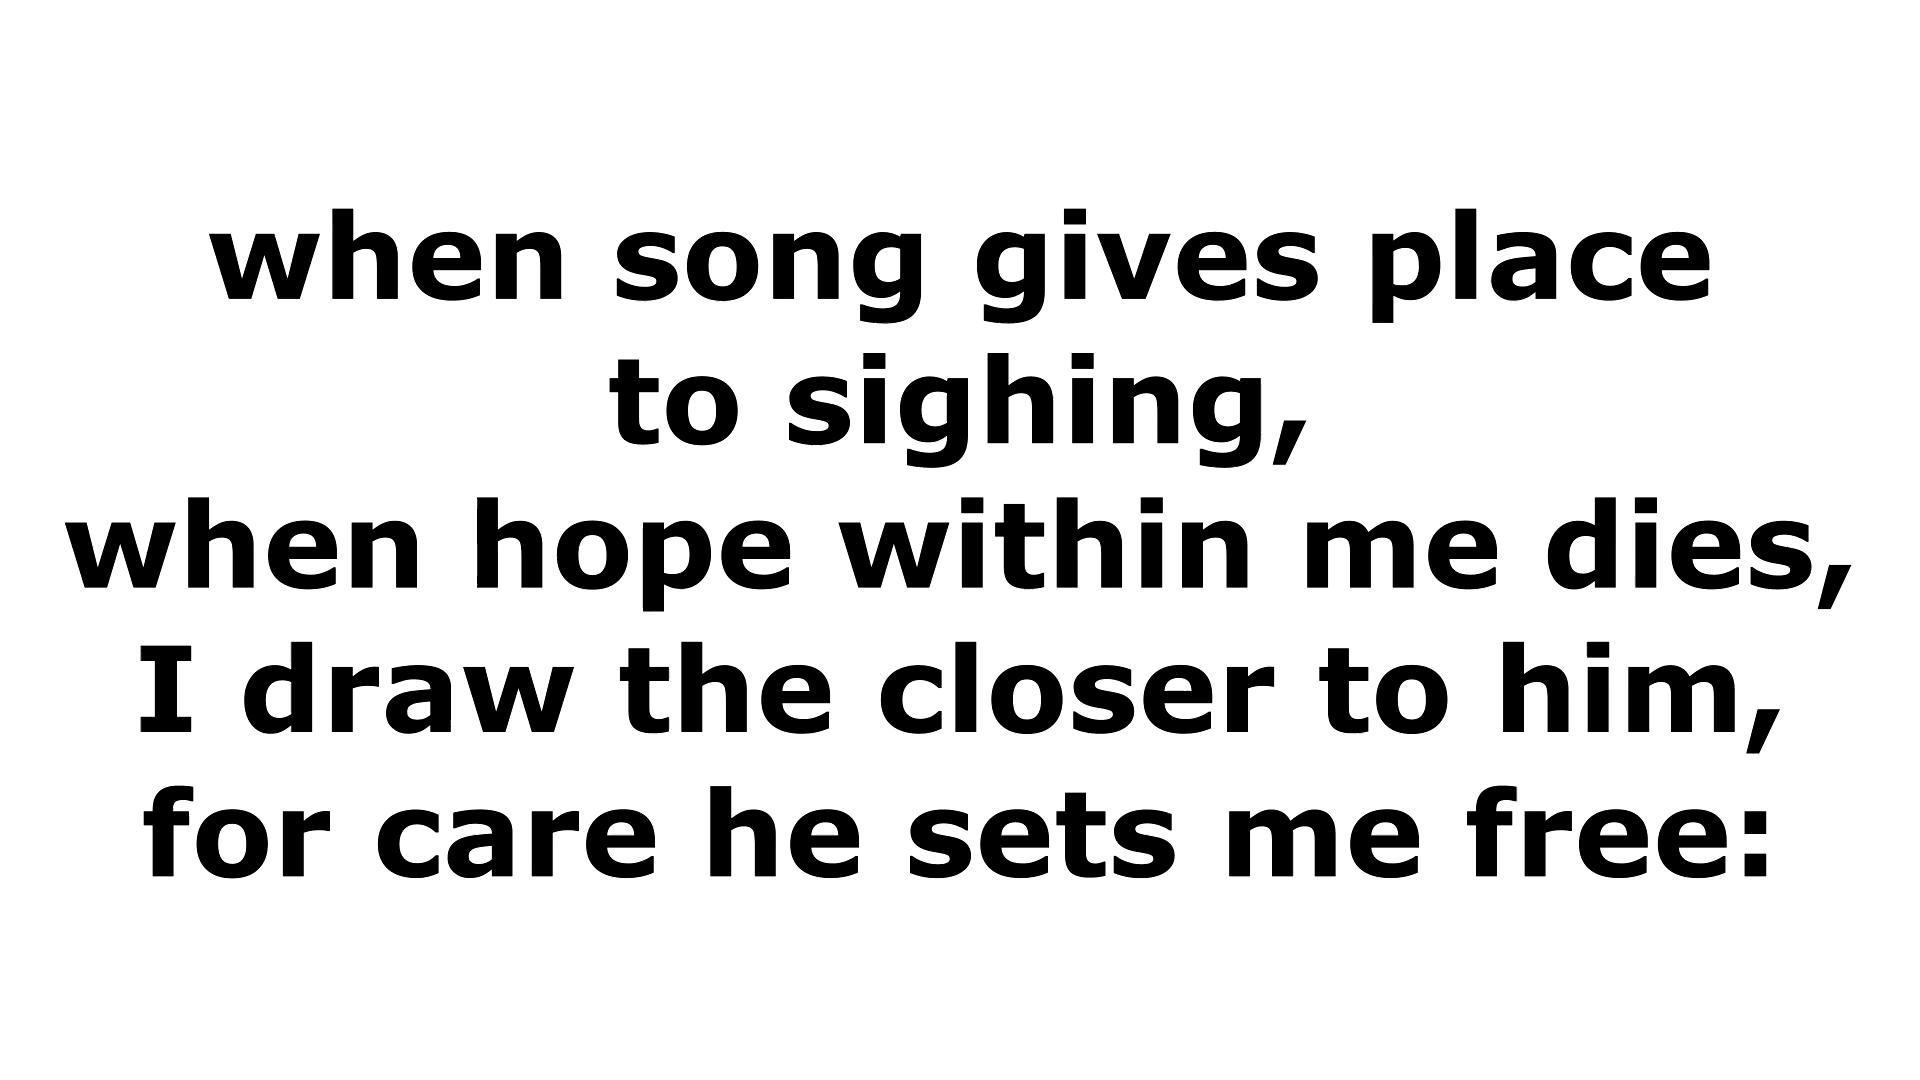 when song gives place
to sighing,
when hope within me dies,
I draw the closer to him,
for care he sets me free: